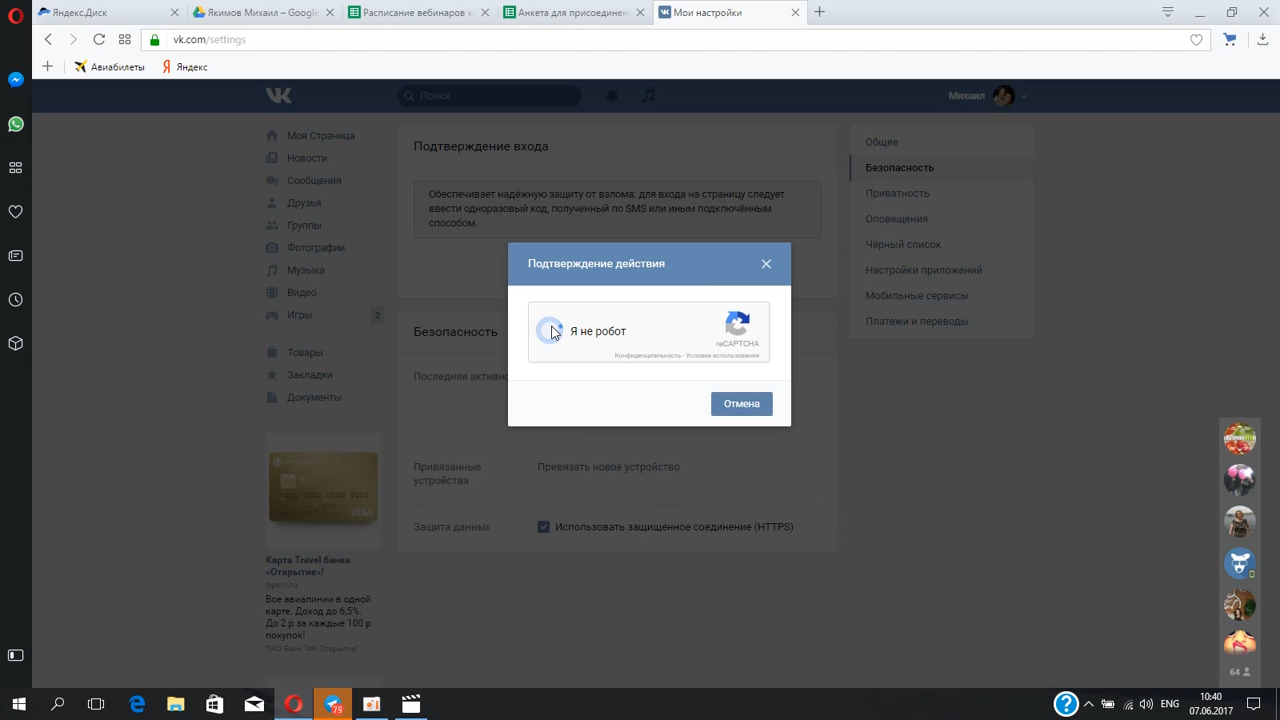 Яндекс.Диск
Якимов Михаил – Google
Расписание вебинаров
Анкета для присоединен
Мои настройки
vk.com/settings
Авиабилеты
Яндекс
Поиск
Михаил
Моя Страница
Новости
Сообщения
Друзья
Группы
Фотографии
Музыка
Видео
Игры
2
Товары
Закладки
Документы
VISA
Карта Travel банка
«Открытие»!
open.ru
Все авиалинии в одной
карте. Доход до 6,5%.
До 2 р за каждые 100 р
покупок!
ПАО Банк "ФК Открытие"
Подтверждение входа
Обеспечивает надёжную защиту от взлома: для входа на страницу следует
ввести одноразовый код, полученный по SMS или иным подключённым
способом.
Подтверждение действия
Я не робот
reCAPTCHA
Конфиденциальность - Условия использования
Отмена
Безопасность
Последняя активно
Привязанные
устройства
Привязать новое устройство
Защита данных
Использовать защищенное соединение (HTTPS)
Общее
Безопасность
Приватность
Оповещения
Чёрный список
Настройки приложений
Мобильные сервисы
Платежи и переводы
64
79
ENG
10:40
07.06.2017